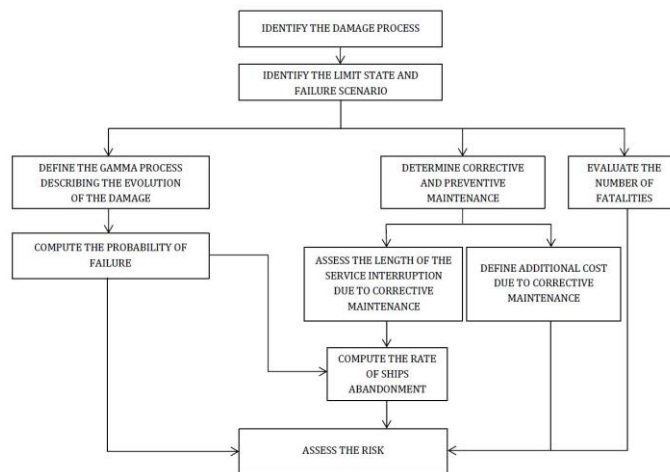 IDENTIFY THE DAMAGE PROCESS
IDENTIFY THE LIMIT STATE AND
FAILURE SCENARIO
DEFINE THE GAMMA PROCESS
DESCRIBING THE EVOLUTION
OF THE DAMAGE
DETERMINE CORRECTIVE
AND PREVENTIVE
MAINTENANCE
EVALUATE THE
NUMBER OF
FATALITIES
COMPUTE THE PROBABILITY OF
FAILURE
ASSESS THE LENGTH OF THE
SERVICE INTERRUPTION
DUE TO CORRECTIVE
MAINTENANCE
DEFINE ADDITIONAL COST
DUE TO CORRECTIVE
MAINTENANCE
COMPUTE THE RATE
OF SHIPS
ABANDONMENT
ASSESS THE RISK